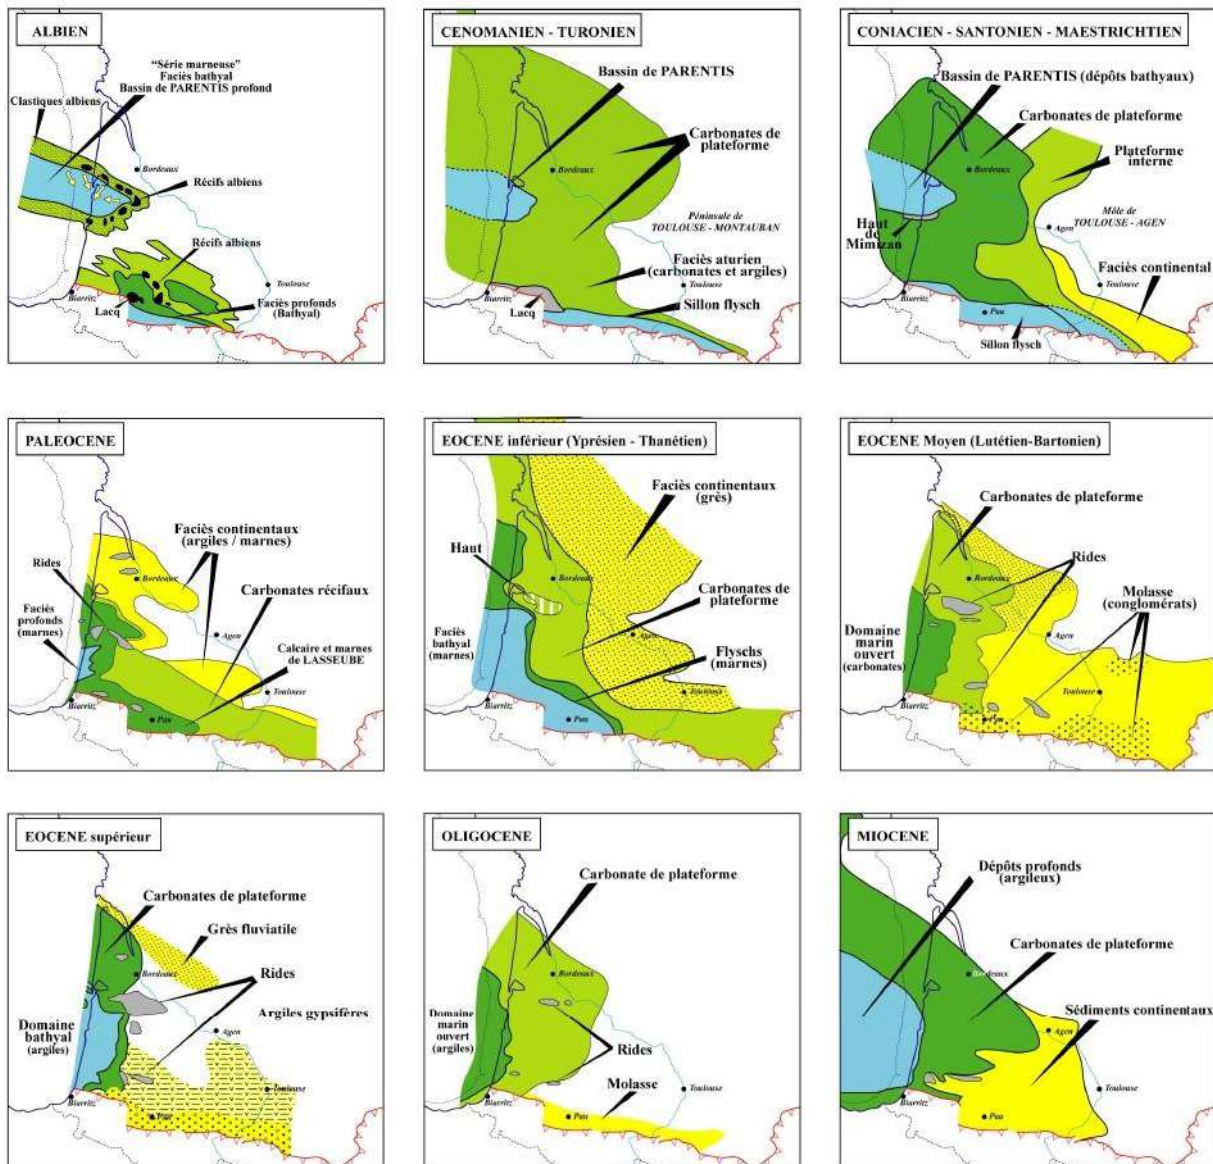 ALBIEN
"Série marneuse"
Faciès bathyal
Bassin de PARENTIS profond
Clastiques albiens
Bordeaux
Récifs albiens
Récifs albiens
Toulouse
Biarritz
Lacq
Faciès profonds
(Bathyal)
CENOMANIEN - TURONIEN
Bassin de PARENTIS
Carbonates de
plateforme
Bordeaux
Péninsule de
TOULOUSE - MONTAUBAN
Faciès aturien
(carbonates et argiles)
Toulouse
Biarritz
Lacq
Sillon flysch
CONIACIEN - SANTONIEN - MAESTRICHTIEN
Bassin de PARENTIS (dépôts bathyaux)
Carbonates de plateforme
Plateforme
interne
Bordeaux
Haut
de
Mimizan
Môle de
TOULOUSE - AGEN
Agen
Faciès continental
Toulouse
Biarritz
Pau
Sillon flysch
PALEOCENE
Faciès continentaux
(argiles / marnes)
Rides
Bordeaux
Carbonates récifaux
Faciès
profonds
(marnes)
Agen
Calcaire et marnes
de LASSEUBE
Toulouse
Biarritz
Pau
EOCENE inférieur (Yprésien - Thanétien)
Faciès continentaux
(grès)
Haut
Bordeaux
Carbonates de
plateforme
Faciès
bathyal
(marnes)
Agen
Flyschs
(marnes)
Toulouse
Biarritz
Pau
EOCENE Moyen (Lutétien-Bartonien)
Carbonates de plateforme
Rides
Bordeaux
Molasse
(conglomérats)
Domaine
marin
ouvert
(carbonates)
Agen
Toulouse
Biarritz
Pau
EOCENE supérieur
Carbonates de plateforme
Grès fluviatile
Bordeaux
Rides
Argiles gypsifères
Domaine
bathyal
(argiles)
Agen
Toulouse
Biarritz
Pau
OLIGOCENE
Carbonate de plateforme
Bordeaux
Domaine
marin
ouvert
(argiles)
Agen
Rides
Molasse
Toulouse
Biarritz
Pau
MIOCENE
Dépôts profonds
(argileux)
Carbonates de plateforme
Bordeaux
Sédiments continentaux
Agen
Toulouse
Biarritz
Pau